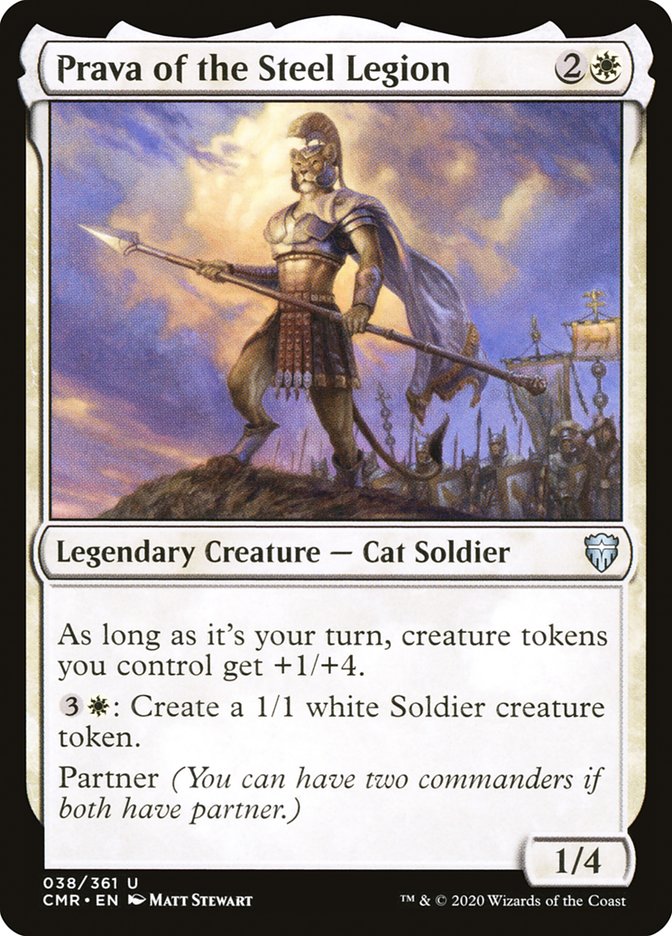 Prava of the Steel Legion 2
Legendary Creature — Cat Soldier
As long as it's your turn, creature tokens
you control get +1/+4.
3: Create a 1/1 white Soldier creature
token.
Partner (You can have two commanders if
both have partner.)
1/4
038/361 U
CMR • EN Matt Stewart
™ & © 2020 Wizards of the Coast